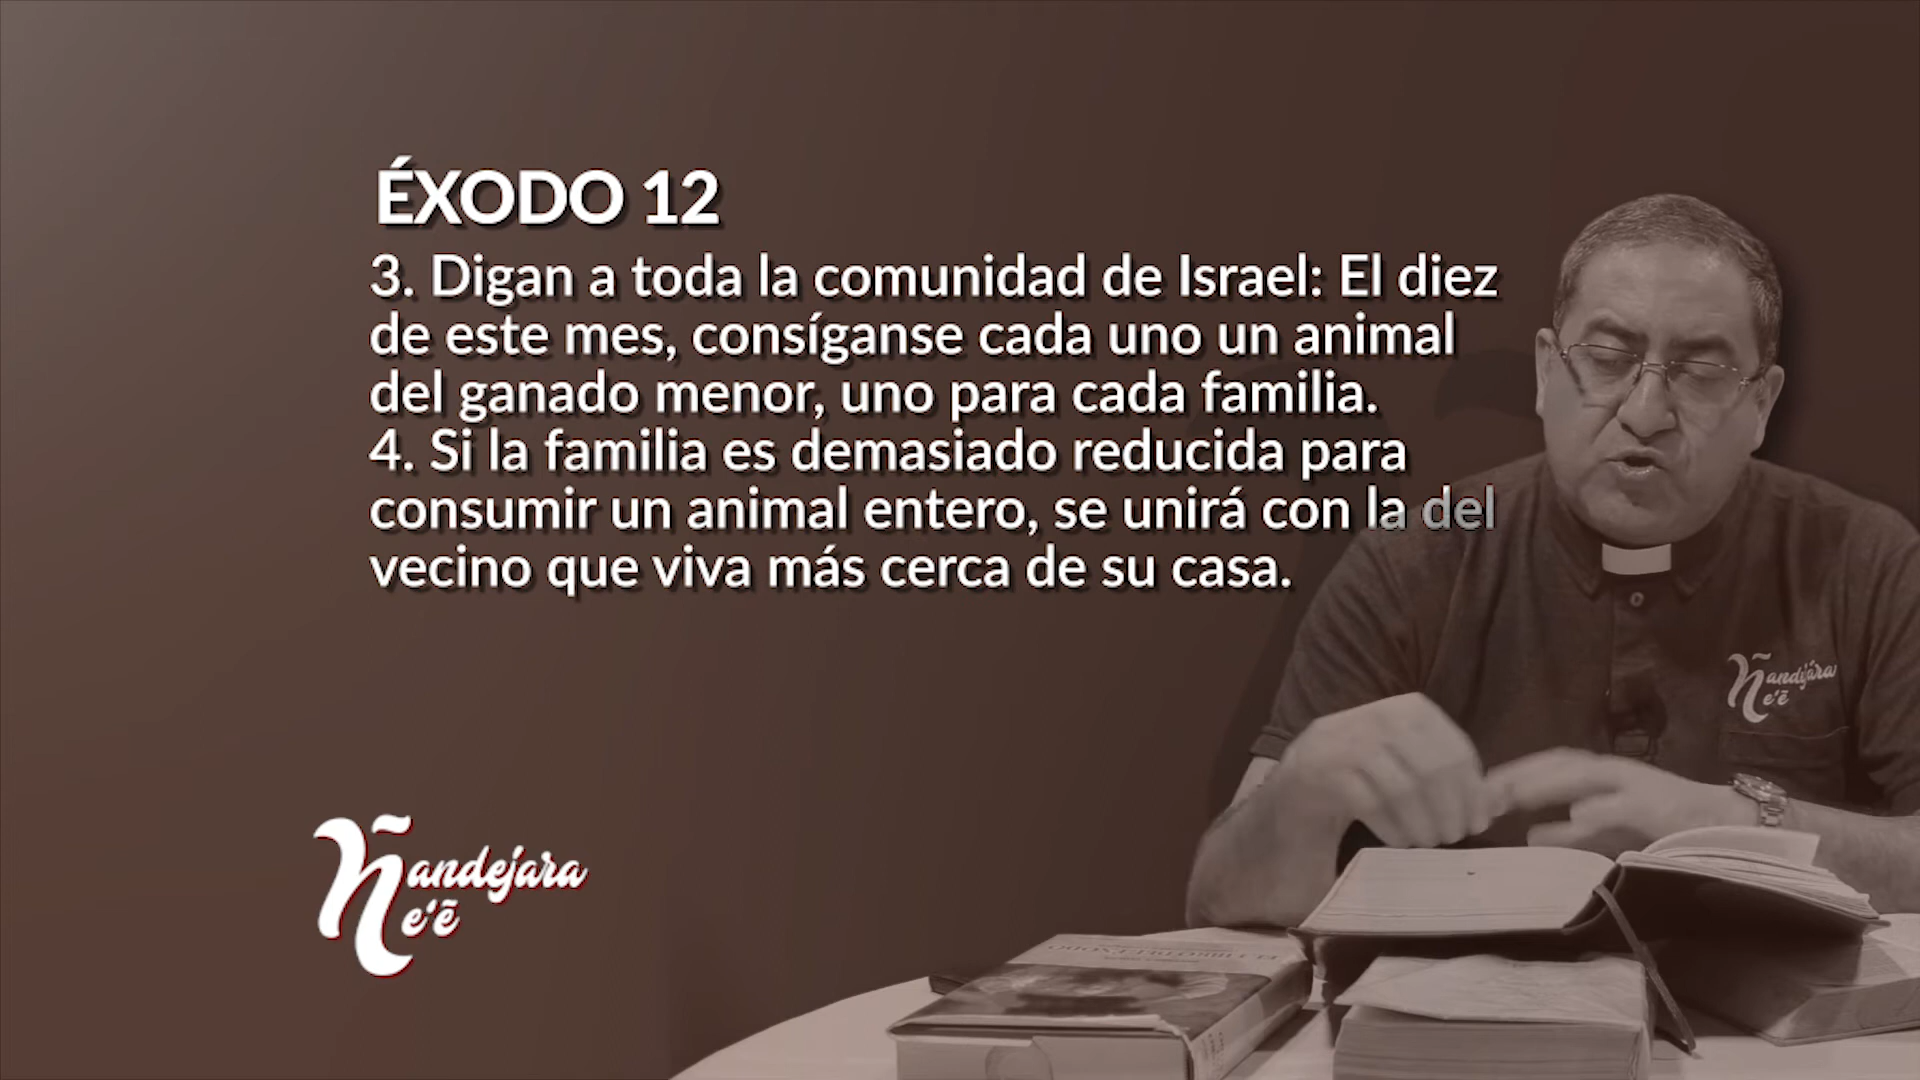 ÉXODO 12
3. Digan a toda la comunidad de Israel: El diez
de este mes, consíganse cada uno un animal
del ganado menor, uno para cada familia.
4. Si la familia es demasiado reducida para
consumir un animal entero, se unirá con la del
vecino que viva más cerca de su casa.
Ñandejara
e'ẽ
Ñandejára
e'ẽ